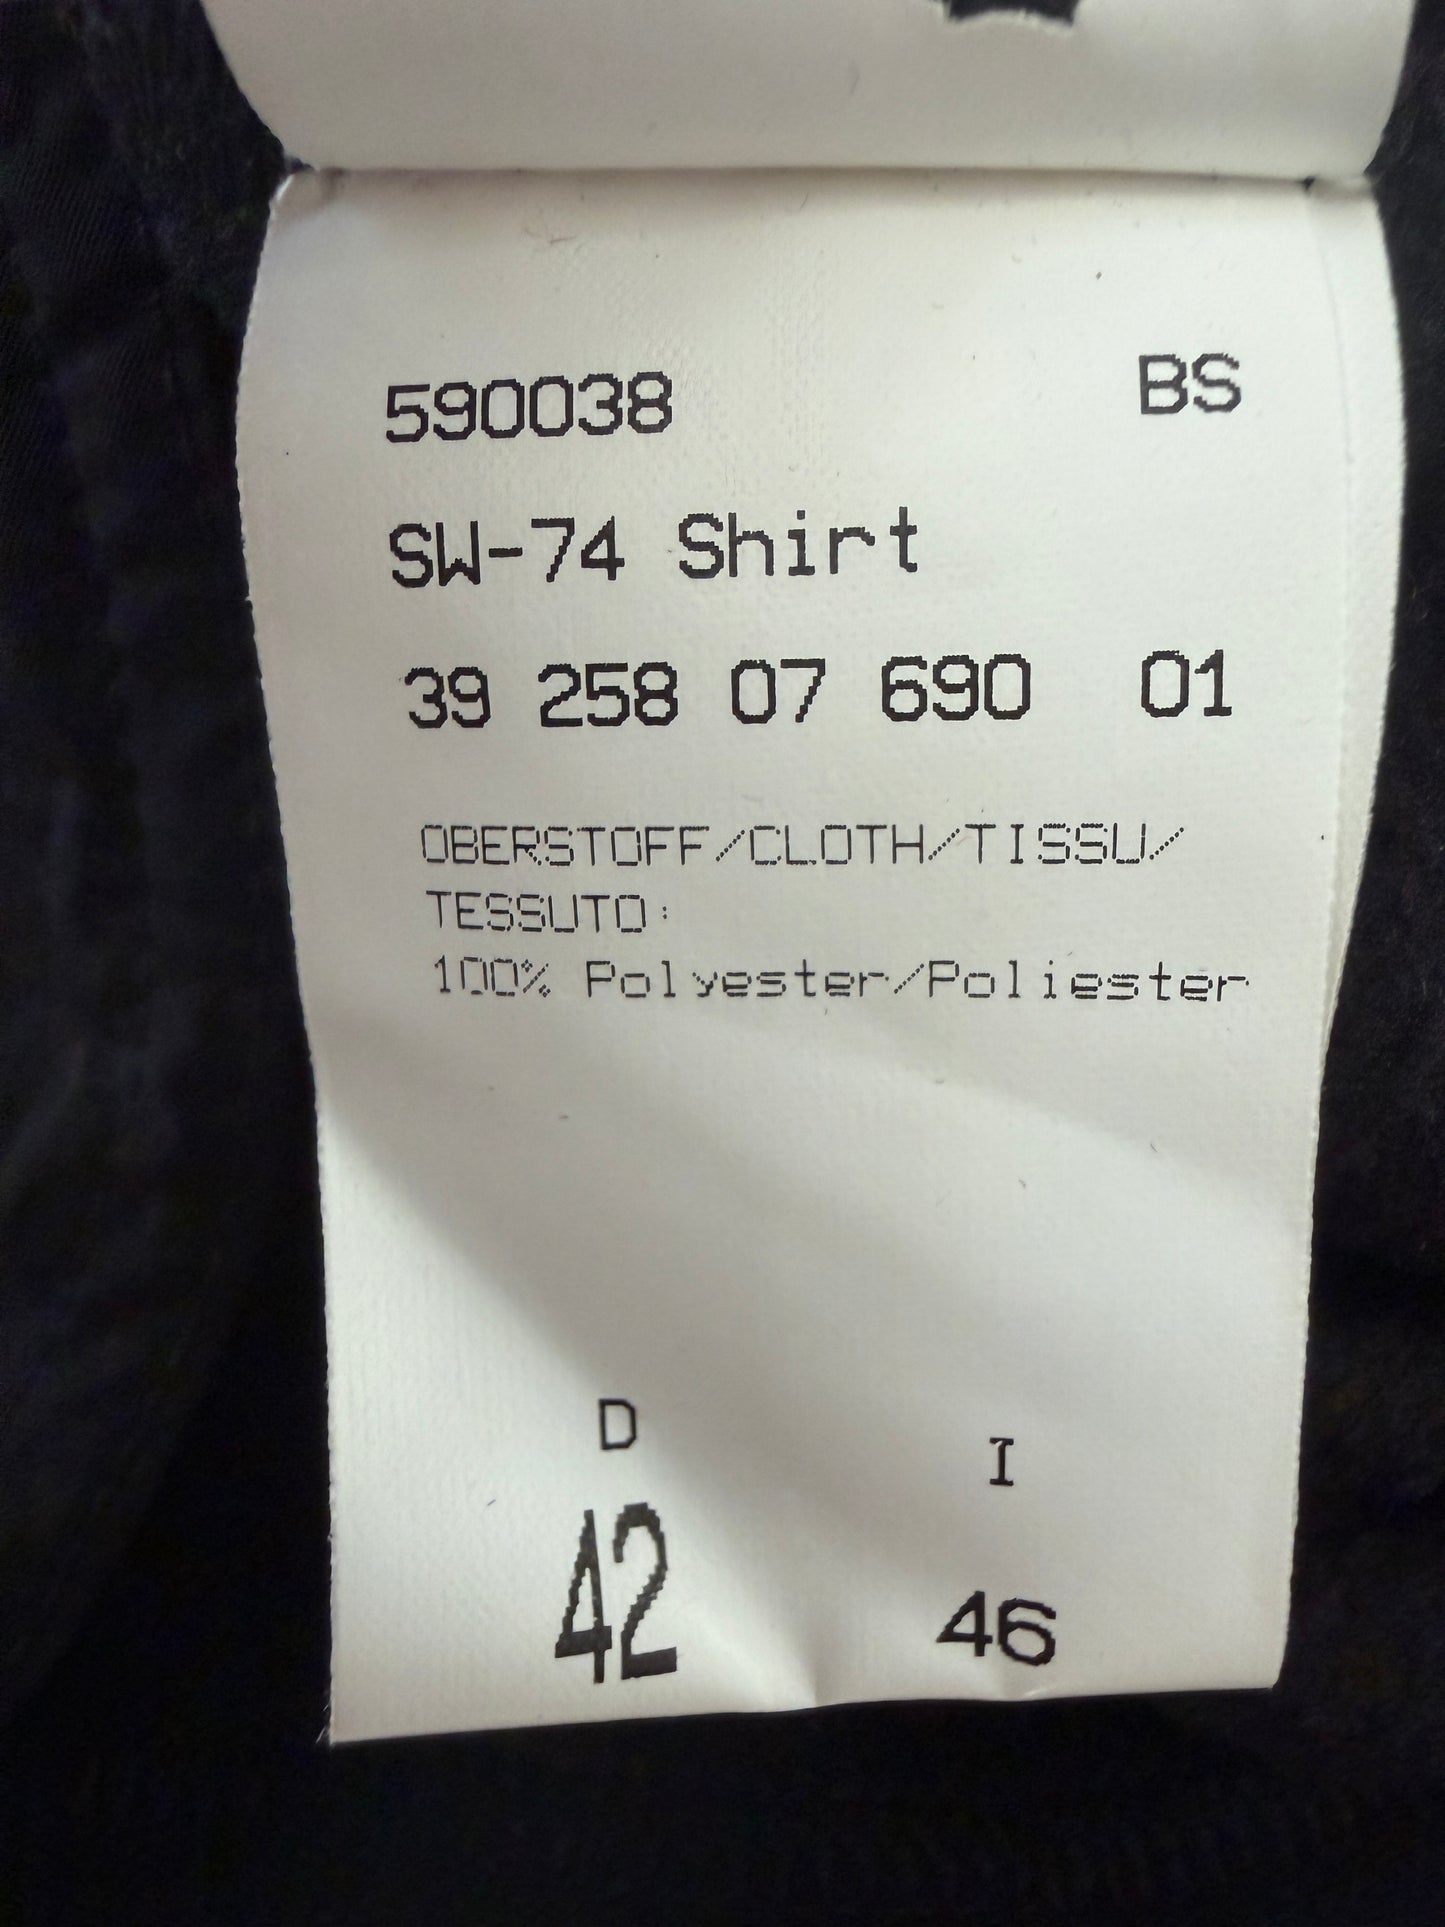 590038 BS
SW-74 Shirt
39 258 07 690 01
OBERSTOFF/CLOTH/TISSU/
TESSUTO:
100% Polyester/Poliester
D I
42 46